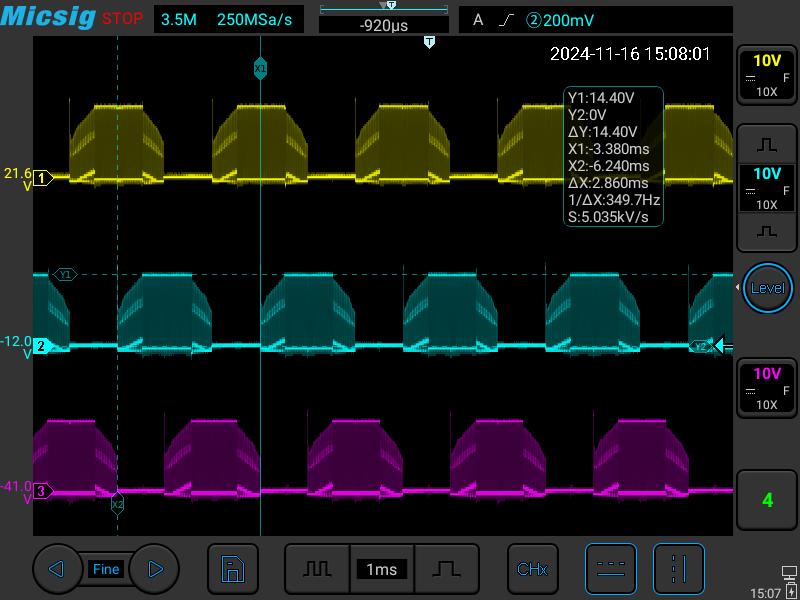 Micsig STOP 3.5M 250MSa/s T -920μs A ②200mV
T
2024-11-16 15:08:01
X1
10V
F
10X
Y1:14.40V
Y2:0V
ΔY:14.40V
X1:-3.380ms
X2:-6.240ms
ΔX:2.860ms
1/ΔX:349.7Hz
S:5.035kV/s
21.6
V
1
10V
F
10X
Y1
Level
-12.0
V
2
Y2
10V
F
10X
-41.0
V
3
X2
4
Fine
1ms
CHx
15:07